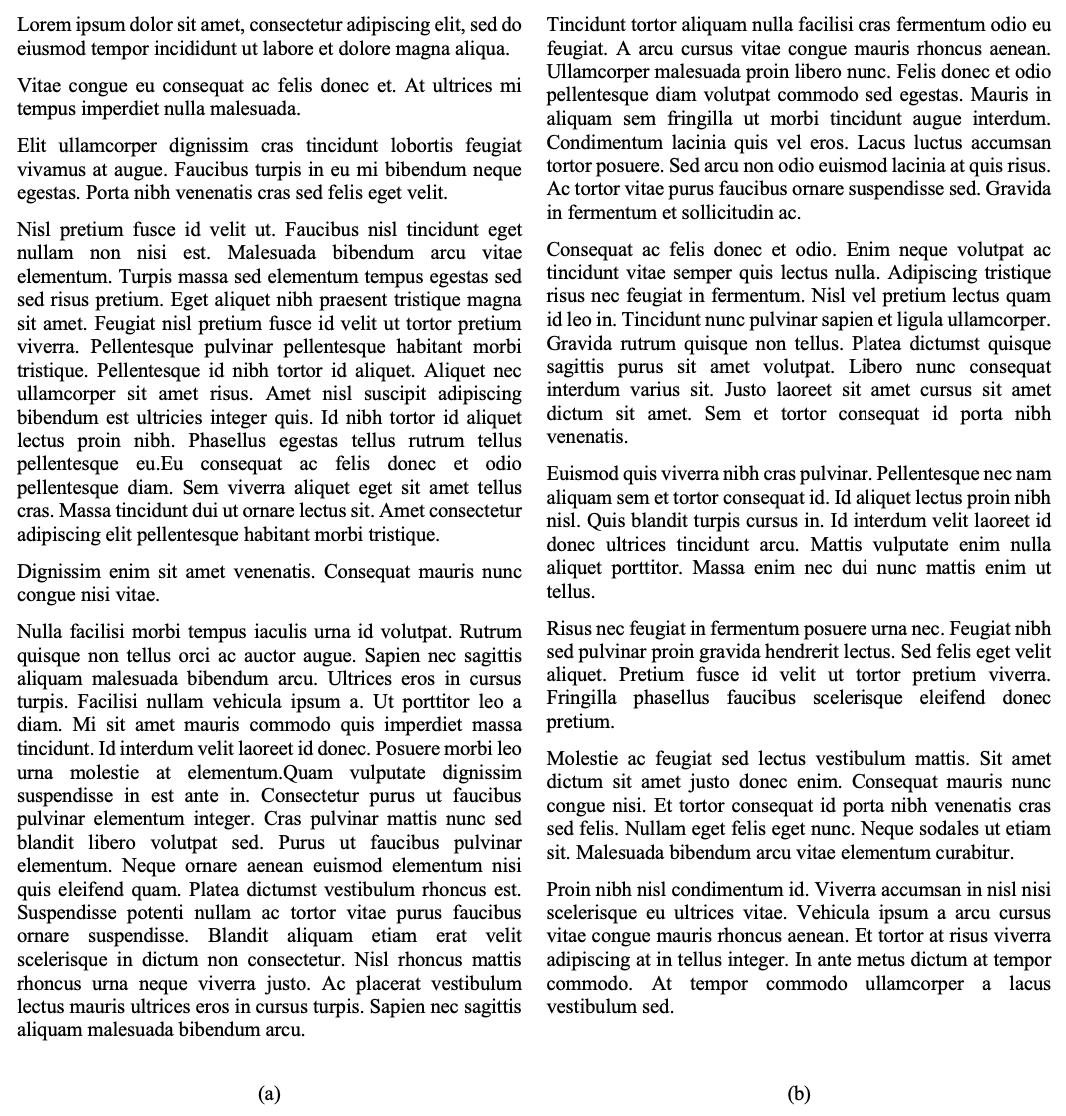 Lorem ipsum dolor sit amet, consectetur adipiscing elit, sed do
eiusmod tempor incididunt ut labore et dolore magna aliqua.
Vitae congue eu consequat ac felis donec et. At ultrices mi
tempus imperdiet nulla malesuada.
Elit ullamcorper dignissim cras tincidunt lobortis feugiat
vivamus at augue. Faucibus turpis in eu mi bibendum neque
egestas. Porta nibh venenatis cras sed felis eget velit.
Nisl pretium fusce id velit ut. Faucibus nisl tincidunt eget
nullam non nisi est. Malesuada bibendum arcu vitae
elementum. Turpis massa sed elementum tempus egestas sed
sed risus pretium. Eget aliquet nibh praesent tristique magna
sit amet. Feugiat nisl pretium fusce id velit ut tortor pretium
viverra. Pellentesque pulvinar pellentesque habitant morbi
tristique. Pellentesque id nibh tortor id aliquet. Aliquet nec
ullamcorper sit amet risus. Amet nisl suscipit adipiscing
bibendum est ultricies integer quis. Id nibh tortor id aliquet
lectus proin nibh. Phasellus egestas tellus rutrum tellus
pellentesque eu.Eu consequat ac felis donec et odio
pellentesque diam. Sem viverra aliquet eget sit amet tellus
cras. Massa tincidunt dui ut ornare lectus sit. Amet consectetur
adipiscing elit pellentesque habitant morbi tristique.
Dignissim enim sit amet venenatis. Consequat mauris nunc
congue nisi vitae.
Nulla facilisi morbi tempus iaculis urna id volutpat. Rutrum
quisque non tellus orci ac auctor augue. Sapien nec sagittis
aliquam malesuada bibendum arcu. Ultrices eros in cursus
turpis. Facilisi nullam vehicula ipsum a. Ut porttitor leo a
diam. Mi sit amet mauris commodo quis imperdiet massa
tincidunt. Id interdum velit laoreet id donec. Posuere morbi leo
urna molestie at elementum.Quam vulputate dignissim
suspendisse in est ante in. Consectetur purus ut faucibus
pulvinar elementum integer. Cras pulvinar mattis nunc sed
blandit libero volutpat sed. Purus ut faucibus pulvinar
elementum. Neque ornare aenean euismod elementum nisi
quis eleifend quam. Platea dictumst vestibulum rhoncus est.
Suspendisse potenti nullam ac tortor vitae purus faucibus
ornare suspendisse. Blandit aliquam etiam erat velit
scelerisque in dictum non consectetur. Nisl rhoncus mattis
rhoncus urna neque viverra justo. Ac placerat vestibulum
lectus mauris ultrices eros in cursus turpis. Sapien nec sagittis
aliquam malesuada bibendum arcu.
(a)
Tincidunt tortor aliquam nulla facilisi cras fermentum odio eu
feugiat. A arcu cursus vitae congue mauris rhoncus aenean.
Ullamcorper malesuada proin libero nunc. Felis donec et odio
pellentesque diam volutpat commodo sed egestas. Mauris in
aliquam sem fringilla ut morbi tincidunt augue interdum.
Condimentum lacinia quis vel eros. Lacus luctus accumsan
tortor posuere. Sed arcu non odio euismod lacinia at quis risus.
Ac tortor vitae purus faucibus ornare suspendisse sed. Gravida
in fermentum et sollicitudin ac.
Consequat ac felis donec et odio. Enim neque volutpat ac
tincidunt vitae semper quis lectus nulla. Adipiscing tristique
risus nec feugiat in fermentum. Nisl vel pretium lectus quam
id leo in. Tincidunt nunc pulvinar sapien et ligula ullamcorper.
Gravida rutrum quisque non tellus. Platea dictumst quisque
sagittis purus sit amet volutpat. Libero nunc consequat
interdum varius sit. Justo laoreet sit amet cursus sit amet
dictum sit amet. Sem et tortor consequat id porta nibh
venenatis.
Euismod quis viverra nibh cras pulvinar. Pellentesque nec nam
aliquam sem et tortor consequat id. Id aliquet lectus proin nibh
nisl. Quis blandit turpis cursus in. Id interdum velit laoreet id
donec ultrices tincidunt arcu. Mattis vulputate enim nulla
aliquet porttitor. Massa enim nec dui nunc mattis enim ut
tellus.
Risus nec feugiat in fermentum posuere urna nec. Feugiat nibh
sed pulvinar proin gravida hendrerit lectus. Sed felis eget velit
aliquet. Pretium fusce id velit ut tortor pretium viverra.
Fringilla phasellus faucibus scelerisque eleifend donec
pretium.
Molestie ac feugiat sed lectus vestibulum mattis. Sit amet
dictum sit amet justo donec enim. Consequat mauris nunc
congue nisi. Et tortor consequat id porta nibh venenatis cras
sed felis. Nullam eget felis eget nunc. Neque sodales ut etiam
sit. Malesuada bibendum arcu vitae elementum curabitur.
Proin nibh nisl condimentum id. Viverra accumsan in nisl nisi
scelerisque eu ultrices vitae. Vehicula ipsum a arcu cursus
vitae congue mauris rhoncus aenean. Et tortor at risus viverra
adipiscing at in tellus integer. In ante metus dictum at tempor
commodo. At tempor commodo ullamcorper a lacus
vestibulum sed.
(b)